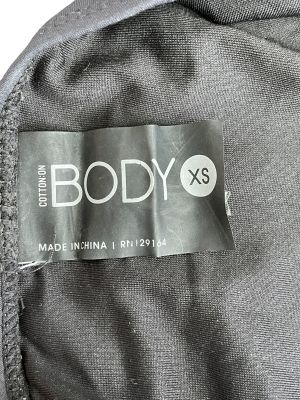 COTTON:ON
BODY XS
MADE IN CHINA | RN129164